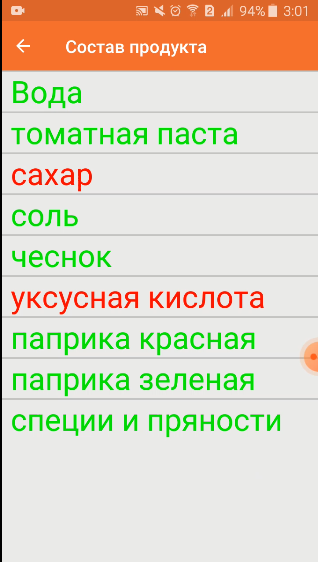 2 94% 3:01
Состав продукта
Вода
томатная паста
сахар
соль
чеснок
уксусная кислота
паприка красная
паприка зеленая
специи и пряности